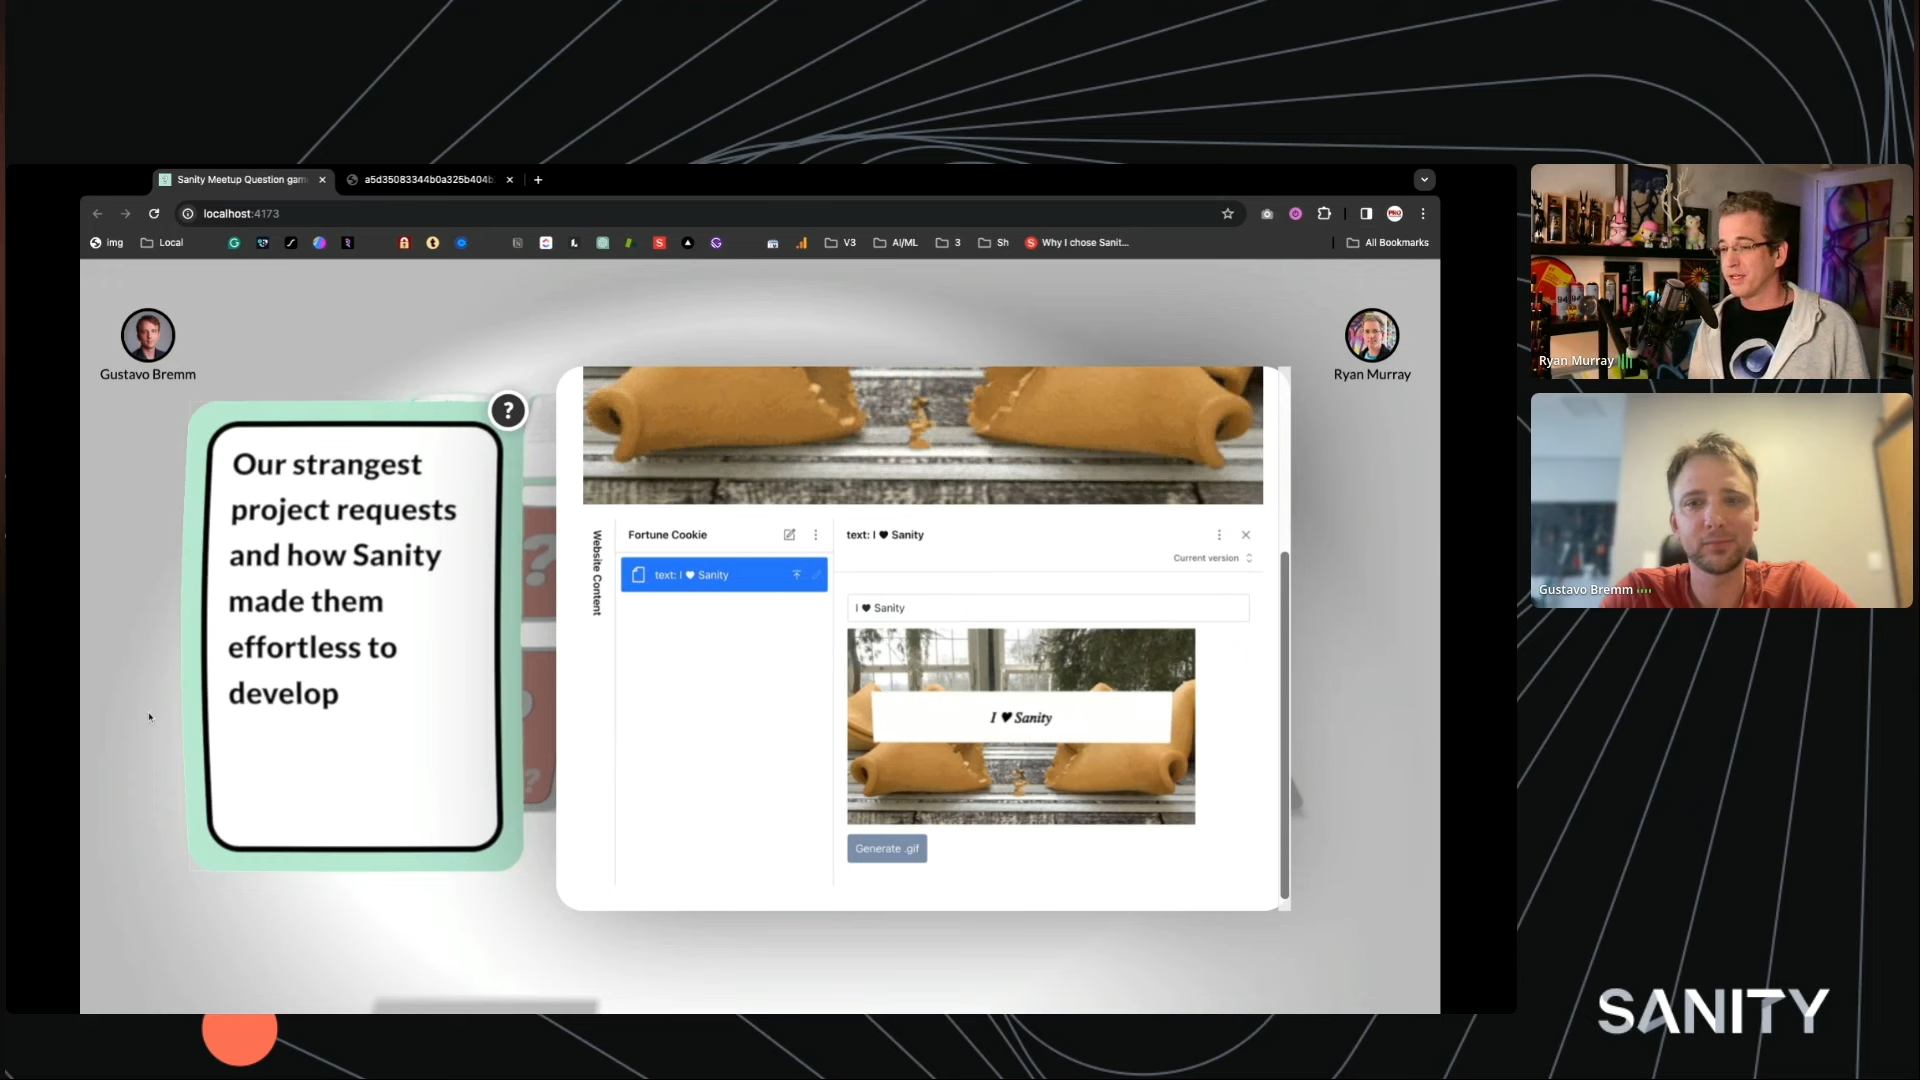 Sanity Meetup Question gam
a5d35083344b0a325b404b
localhost:4173
img
Local
V3
AI/ML
3
Sh
Why I chose Sanit...
All Bookmarks
Gustavo Bremm
Ryan Murray
?
Our strangest
project requests
and how Sanity
made them
effortless to
develop
Website Content
Fortune Cookie
text: I ♥ Sanity
text: I ♥ Sanity
Current version
I ♥ Sanity
I ♥ Sanity
Generate .gif
Ryan Murray
Gustavo Bremm
SANITY